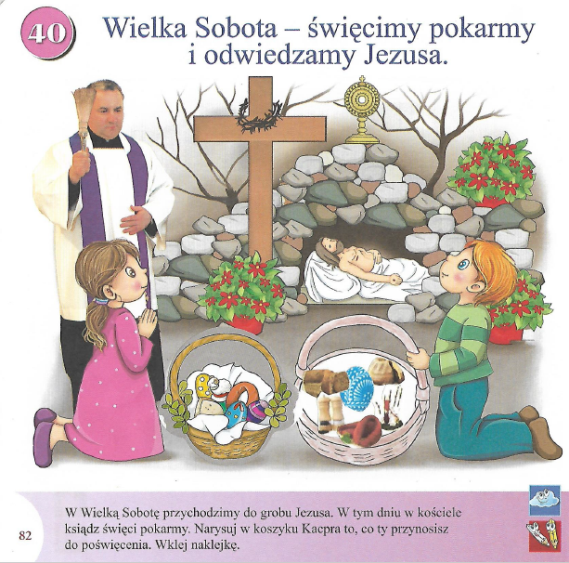 40
Wielka Sobota – święcimy pokarmy
i odwiedzamy Jezusa.
W Wielką Sobotę przychodzimy do grobu Jezusa. W tym dniu w kościele
ksiądz święci pokarmy. Narysuj w koszyku Kacpra to, co ty przynosisz
do poświęcenia. Wklej naklejkę.
82